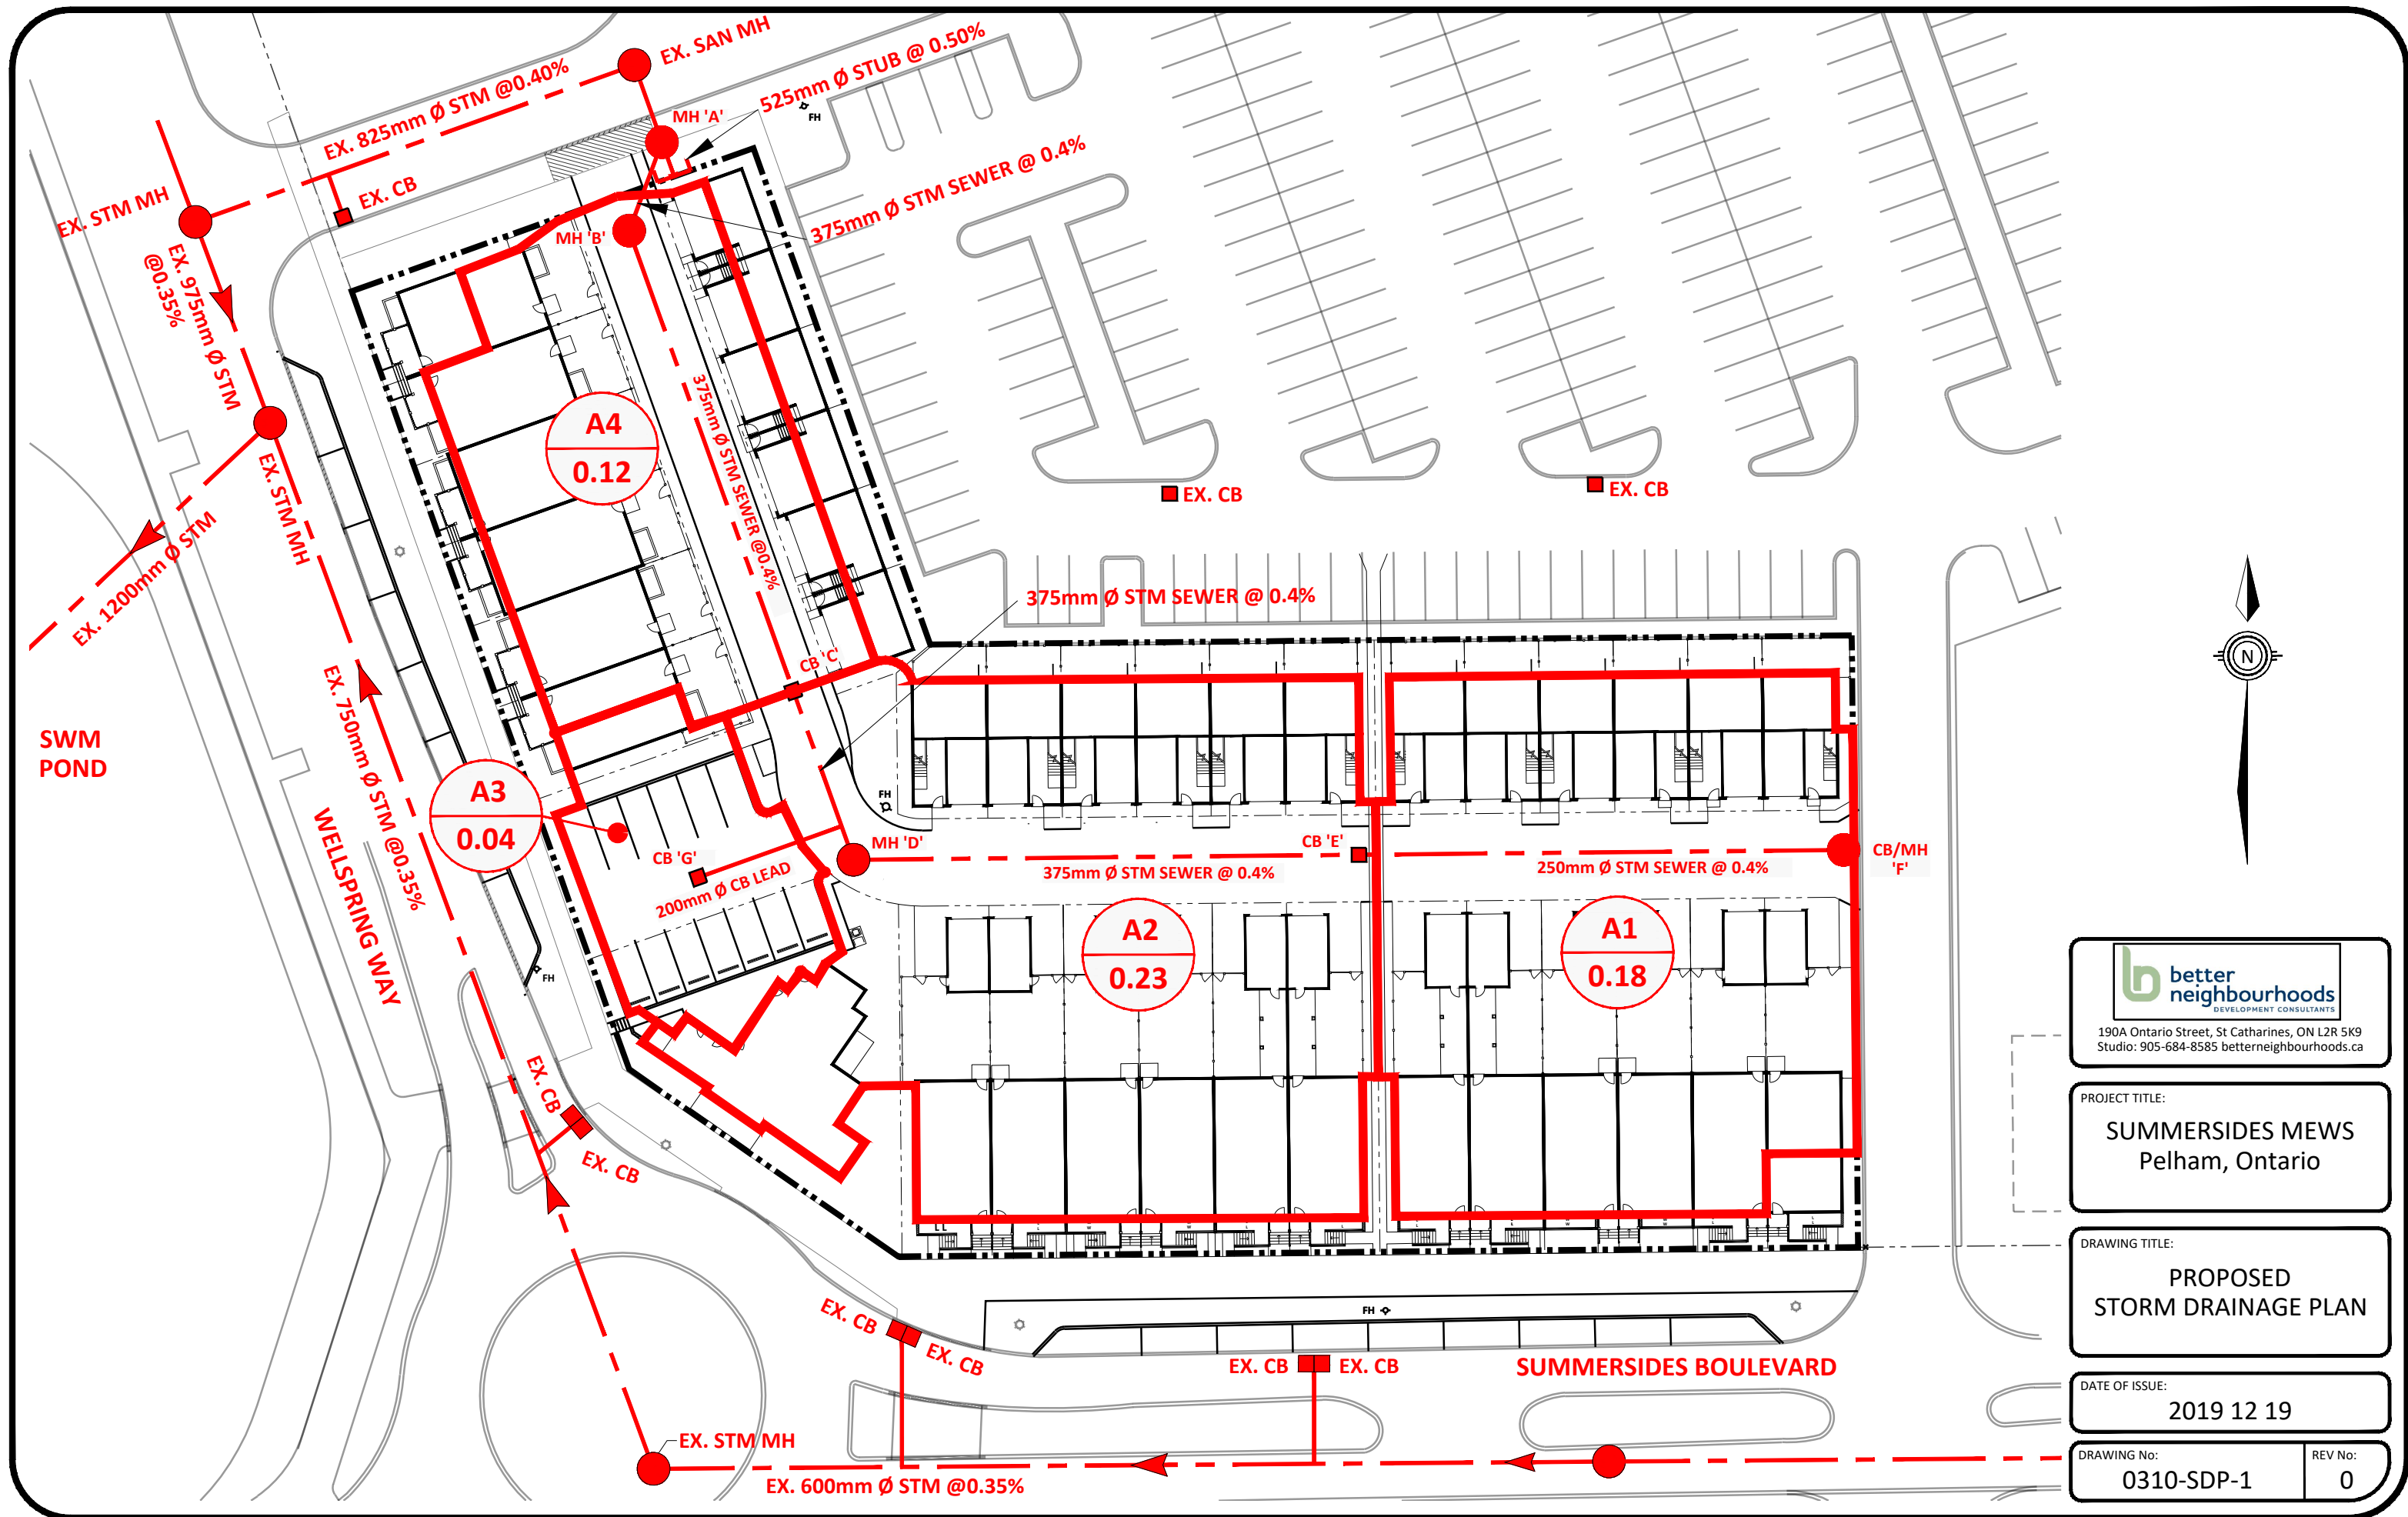 EX. SAN MH
EX. 825mm Ø STM @0.40%
525mm Ø STUB @ 0.50%
MH 'A'
FH
375mm Ø STM SEWER @ 0.4%
EX. STM MH
EX. CB
MH 'B'
EX. 975mm Ø STM
@0.35%
375mm Ø STM SEWER @0.4%
A4
0.12
EX. STM MH
EX. 1200mm Ø STM
EX. CB
EX. CB
375mm Ø STM SEWER @ 0.4%
CB 'C'
N
EX. 750mm Ø STM @0.35%
SWM
POND
WELLSPRING WAY
A3
0.04
FH
CB 'G'
200mm Ø CB LEAD
MH 'D'
375mm Ø STM SEWER @ 0.4%
CB 'E'
250mm Ø STM SEWER @ 0.4%
CB/MH
'F'
A2
0.23
A1
0.18
FH
EX. CB
EX. CB
EX. CB
EX. CB
FH
EX. CB
EX. CB
SUMMERSIDES BOULEVARD
EX. STM MH
EX. 600mm Ø STM @0.35%
better
neighbourhoods
DEVELOPMENT CONSULTANTS
190A Ontario Street, St Catharines, ON L2R 5K9
Studio: 905-684-8585 betterneighbourhoods.ca
PROJECT TITLE:
SUMMERSIDES MEWS
Pelham, Ontario
DRAWING TITLE:
PROPOSED
STORM DRAINAGE PLAN
DATE OF ISSUE:
2019 12 19
DRAWING No:
0310-SDP-1
REV No:
0